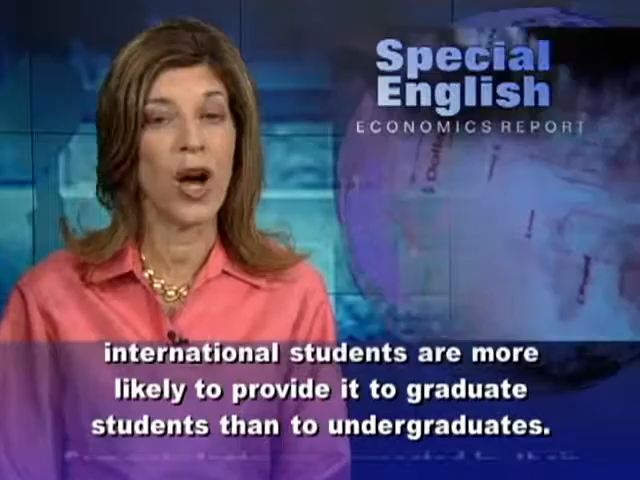 Special
English
ECONOMICS REPORT
international students are more
likely to provide it to graduate
students than to undergraduates.